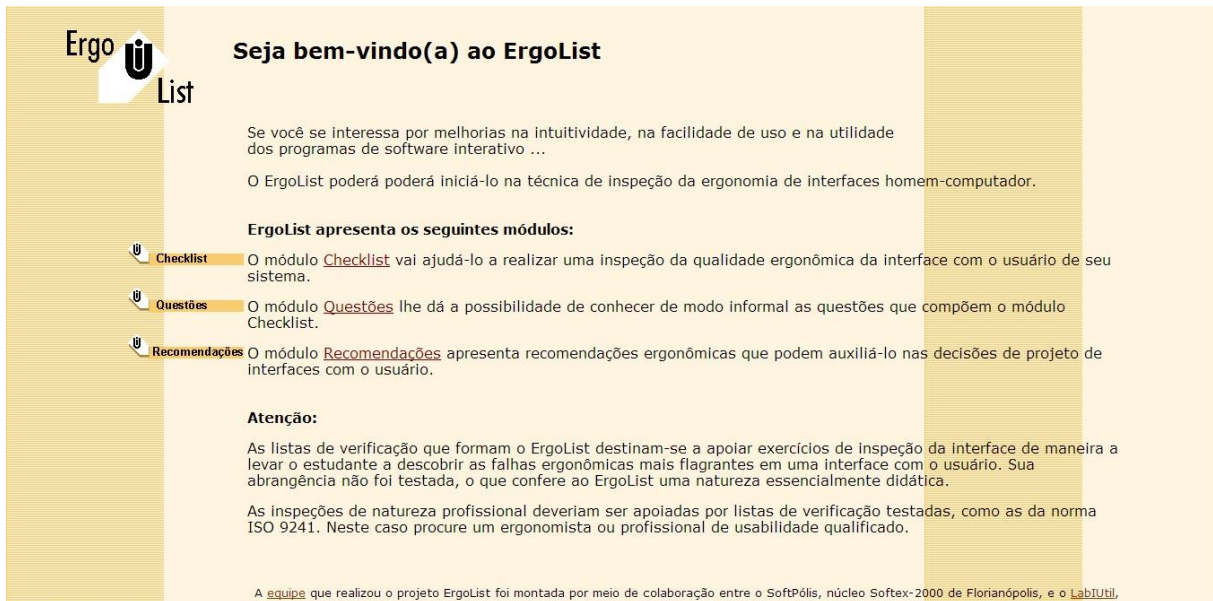 Ergo
List
Seja bem-vindo(a) ao ErgoList
Se você se interessa por melhorias na intuitividade, na facilidade de uso e na utilidade
dos programas de software interativo ...
O ErgoList poderá poderá iniciá-lo na técnica de inspeção da ergonomia de interfaces homem-computador.
ErgoList apresenta os seguintes módulos:
Checklist O módulo Checklist vai ajudá-lo a realizar uma inspeção da qualidade ergonômica da interface com o usuário de seu
sistema.
Questões O módulo Questões lhe dá a possibilidade de conhecer de modo informal as questões que compõem o módulo
Checklist.
Recomendações O módulo Recomendações apresenta recomendações ergonômicas que podem auxiliá-lo nas decisões de projeto de
interfaces com o usuário.
Atenção:
As listas de verificação que formam o ErgoList destinam-se a apoiar exercícios de inspeção da interface de maneira a
levar o estudante a descobrir as falhas ergonômicas mais flagrantes em uma interface com o usuário. Sua
abrangência não foi testada, o que confere ao ErgoList uma natureza essencialmente didática.
As inspeções de natureza profissional deveriam ser apoiadas por listas de verificação testadas, como as da norma
ISO 9241. Neste caso procure um ergonomista ou profissional de usabilidade qualificado.
A equipe que realizou o projeto ErgoList foi montada por meio de colaboração entre o SoftPólis, núcleo Softex-2000 de Florianópolis, e o LabIUtil,